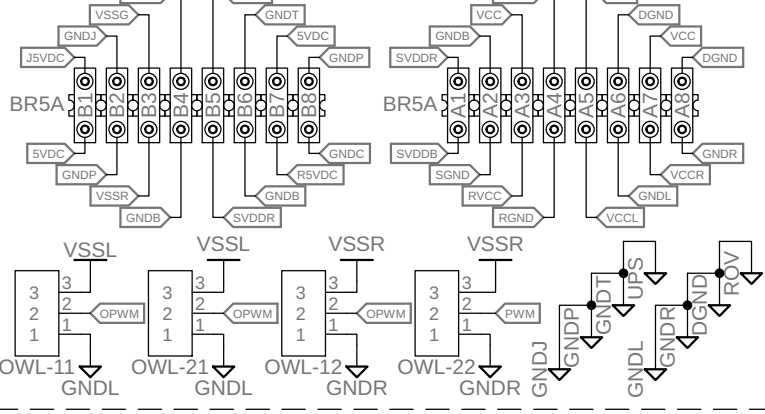 VSSG GNDT VCC DGND
GNDJ 5VDC GNDB VCC
J5VDC GNDP SVDDR DGND
BR5A B1 B2 B3 B4 B5 B6 B7 B8 BR5A A1 A2 A3 A4 A5 A6 A7 A8
5VDC GNDC SVDDB GNDR
GNDP R5VDC SGND VCCR
VSSR GNDB RVCC GNDL
GNDB SVDDR RGND VCCL
VSSL VSSL VSSR VSSR
3 3 3 3 3 3 3 3
2 2 OPWM 2 2 OPWM 2 2 OPWM 2 2 PWM
1 1 1 1 1 1 1 1
OWL-11 OWL-21 OWL-12 OWL-22
GNDL GNDL GNDR GNDR
GNDJ GNDP GNDT UPS GNDL GNDR DGND ROV